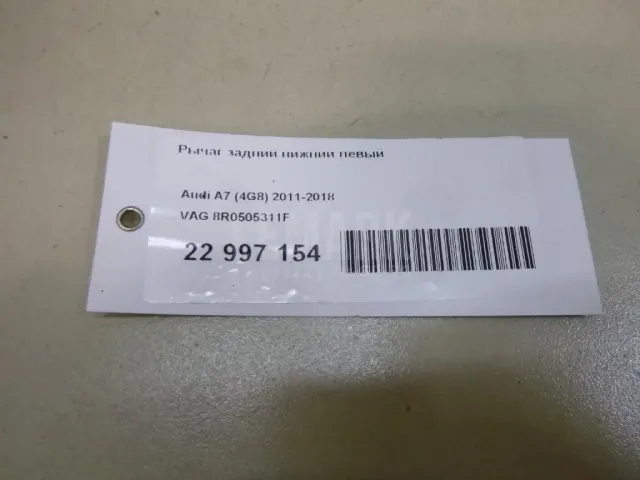 Рычаг задний нижний левый
Audi A7 (4G8) 2011-2018
VAG 8R0505311F
22 997 154